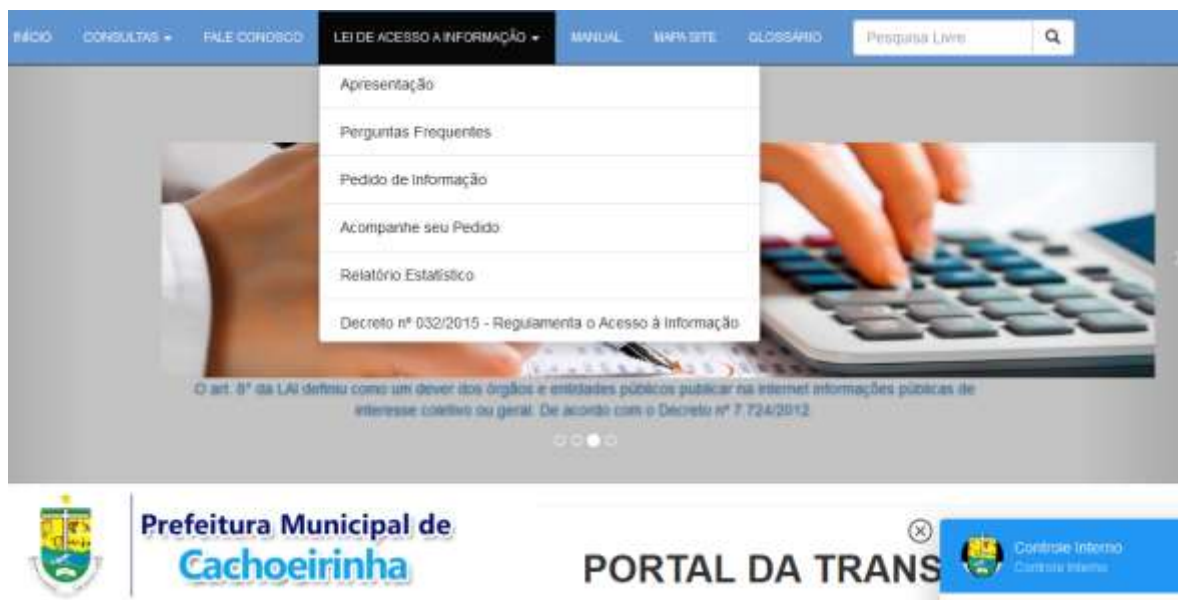 INÍCIO CONSULTAS FALE CONOSCO LEI DE ACESSO A INFORMAÇÃO MANUAL MAPA SITE GLOSSÁRIO Pesquisa Livre
Apresentação
Perguntas Frequentes
Pedido de Informação
Acompanhe seu Pedido
Relatório Estatístico
Decreto nº 032/2015 - Regulamenta o Acesso à Informação
O art. 8º da LAI definiu como um dever dos órgãos e entidades públicos publicar na internet informações públicas de
interesse coletivo ou geral. De acordo com o Decreto nº 7.724/2012
Prefeitura Municipal de
Cachoeirinha
PORTAL DA TRANS
Controle Interno
Controle Interno